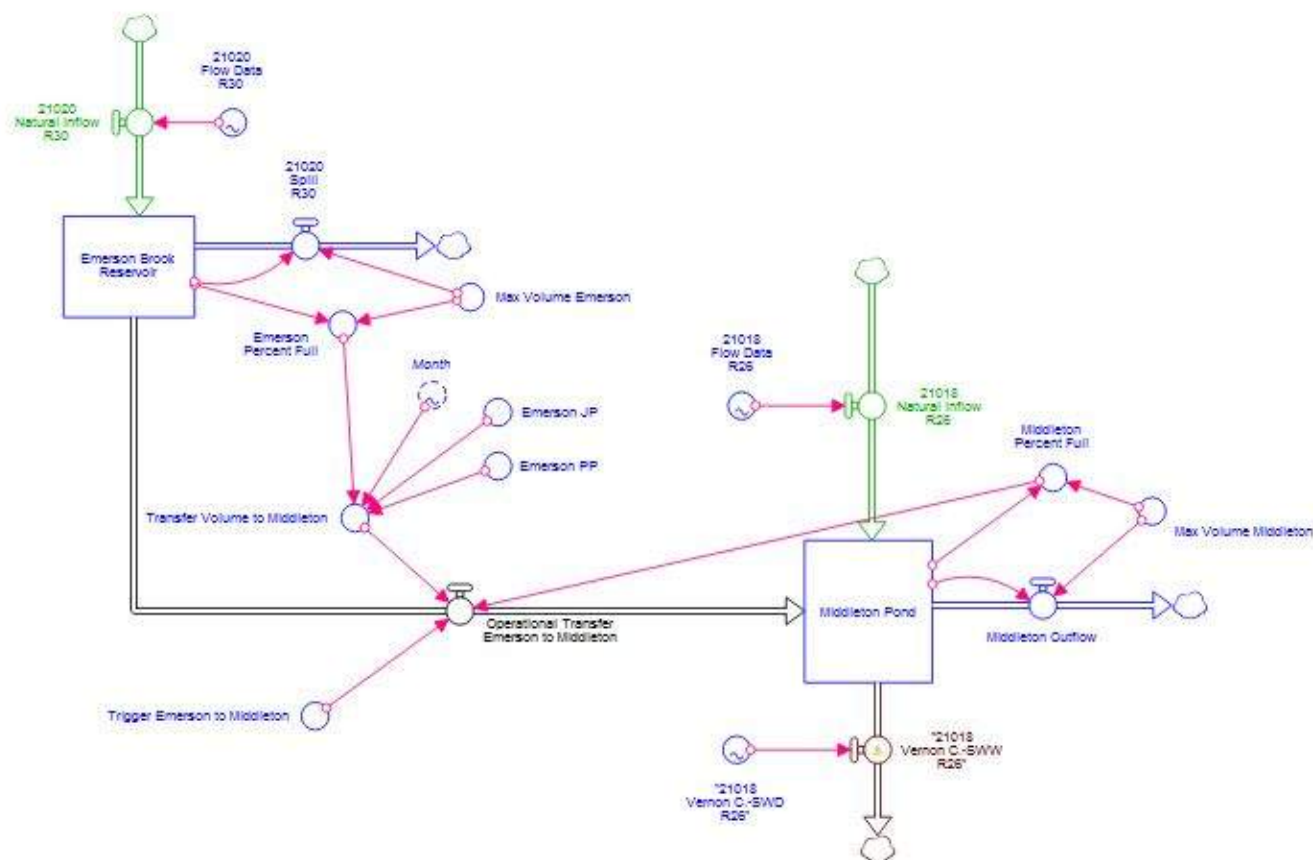 21020
Flow Data
R30
21020
Natural Inflow
R30
21020
Spill
R30
Emerson Brook
Reservoir
Max Volume Emerson
Emerson
Percent Full
Month
Emerson JP
Emerson PP
Transfer Volume to Middleton
21018
Flow Data
R26
21018
Natural Inflow
R26
Middleton
Percent Full
Max Volume Middleton
Middleton Pond
Operational Transfer
Emerson to Middleton
Middleton Outflow
Trigger Emerson to Middleton
"21018
Vernon C.-SWW
R26"
"21018
Vernon C.-SWD
R26"